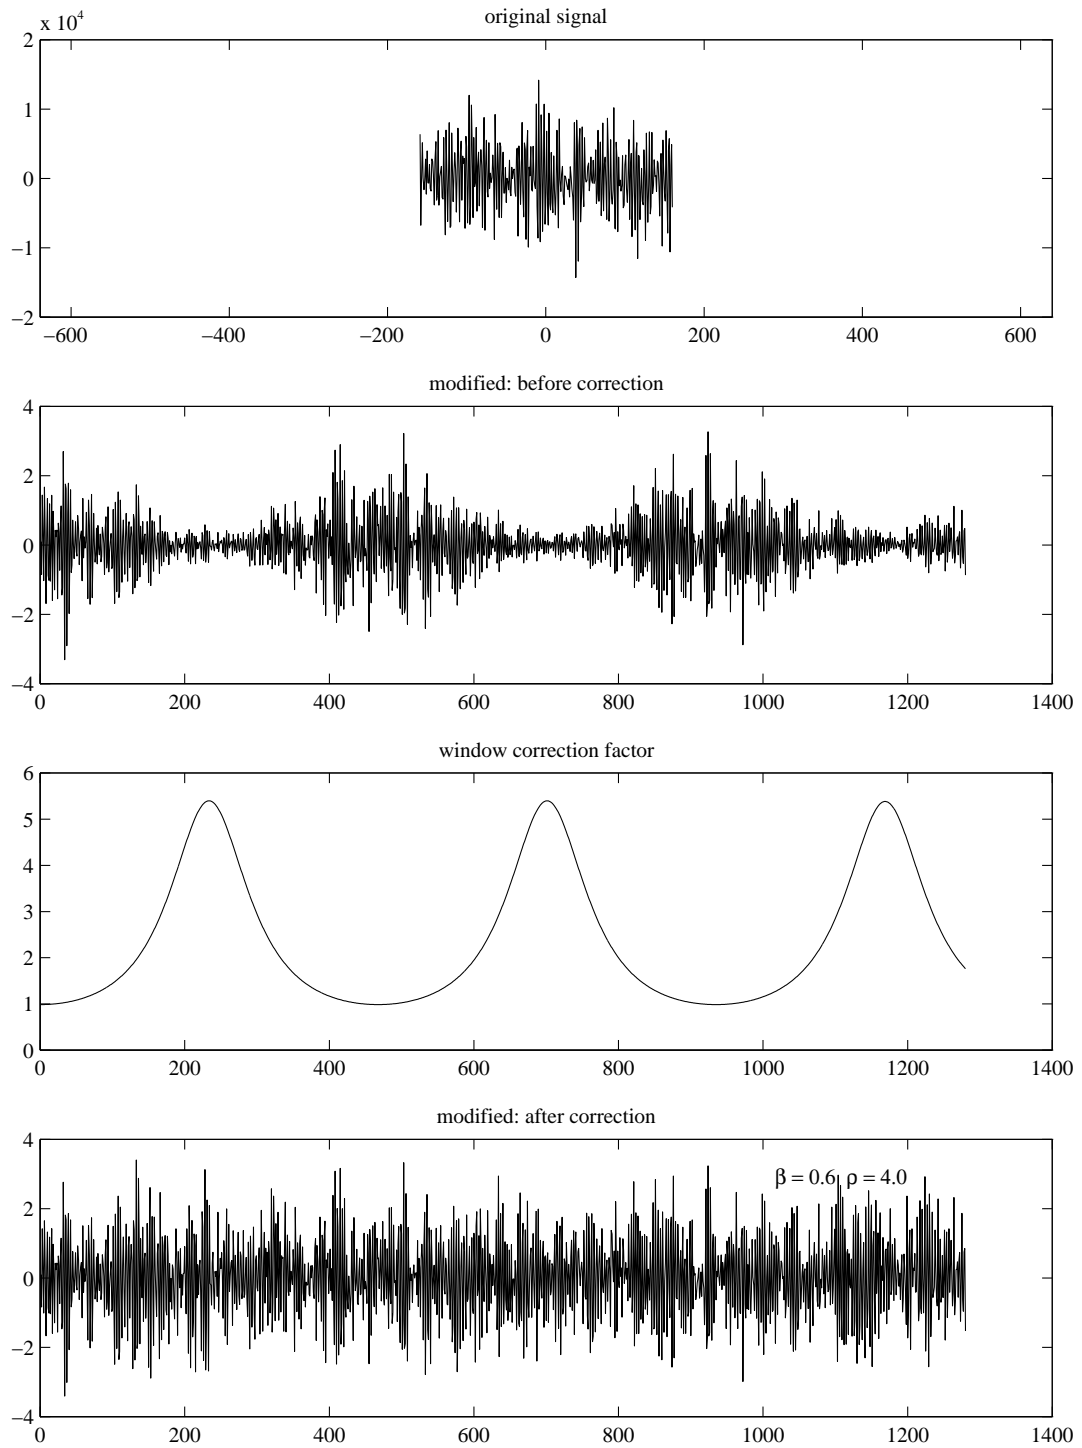 original signal
x 10⁴
2
1
0
−1
−2
−600 −400 −200 0 200 400 600
modified: before correction
4
2
0
−2
−4
0 200 400 600 800 1000 1200 1400
window correction factor
6
5
4
3
2
1
0
0 200 400 600 800 1000 1200 1400
modified: after correction
4
β = 0.6 ρ = 4.0
2
0
−2
−4
0 200 400 600 800 1000 1200 1400